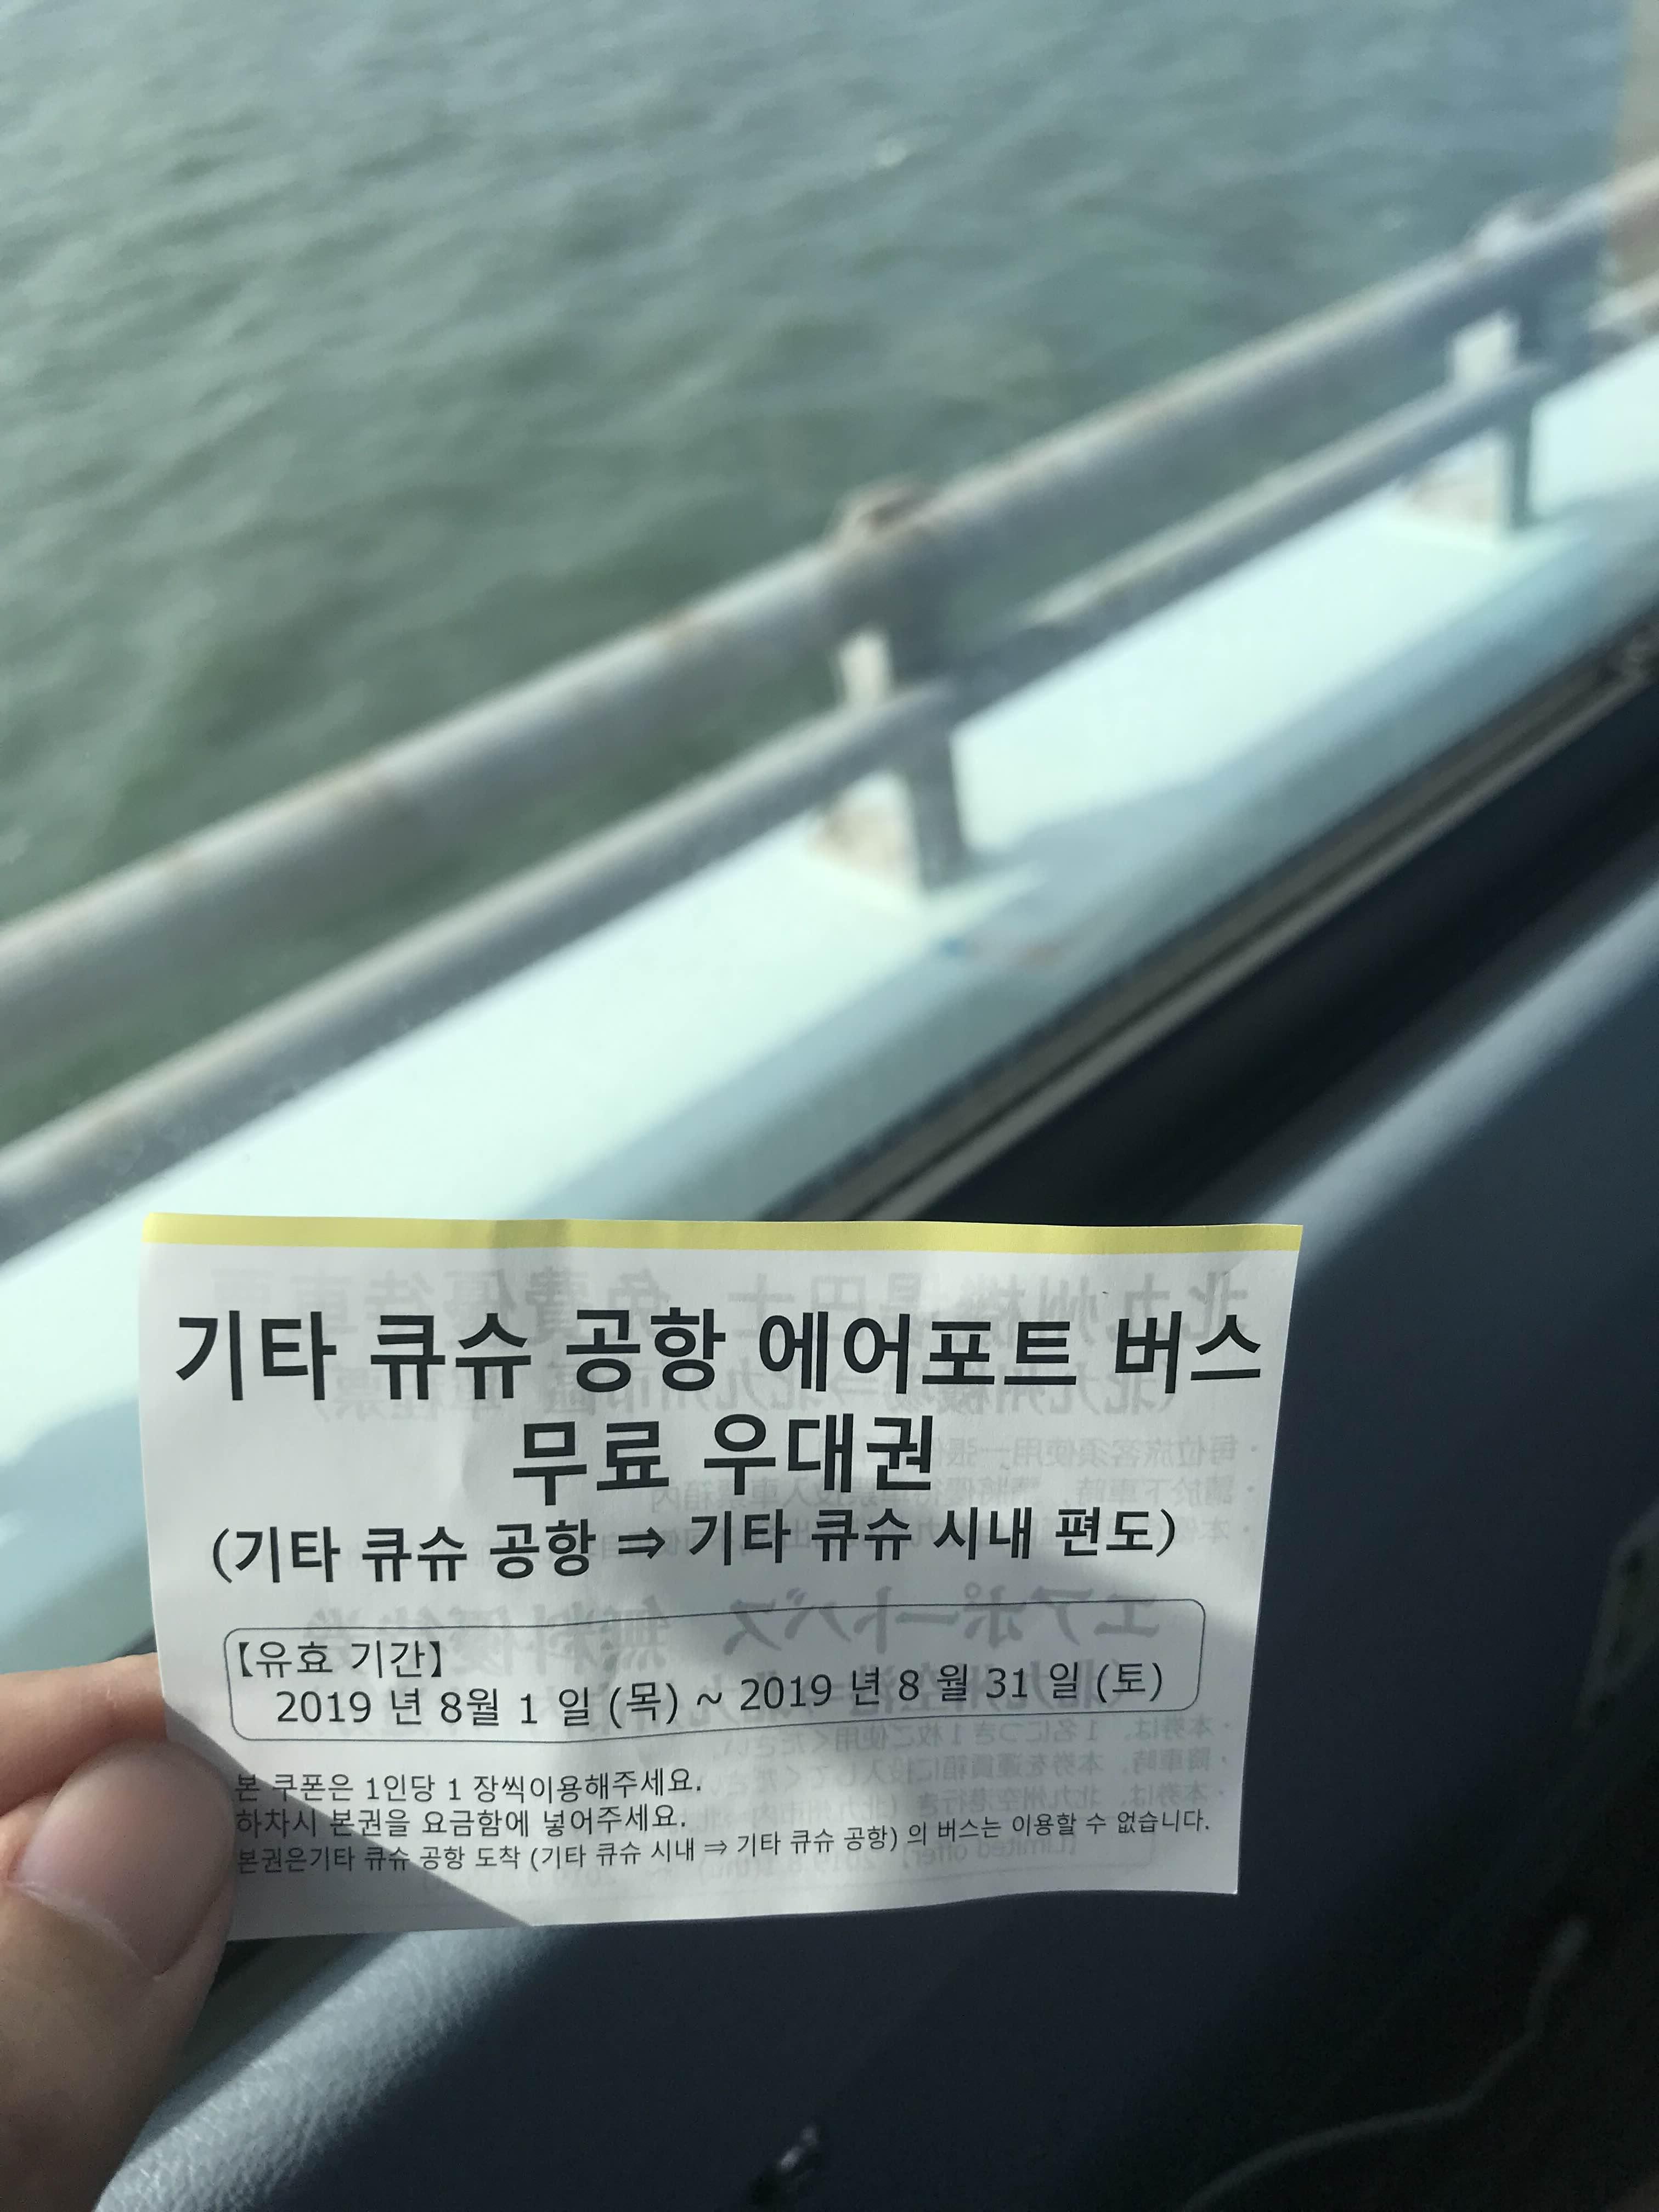 기타 큐슈 공항 에어포트 버스
무료 우대권
(기타 큐슈 공항 ⇒ 기타 큐슈 시내 편도)
【유효 기간】
2019 년 8월 1 일 (목) ~ 2019 년 8 월 31 일 (토)
본 쿠폰은 1인당 1 장씩이용해주세요.
하차시 본권을 요금함에 넣어주세요.
본권은기타 큐슈 공항 도착 (기타 큐슈 시내 ⇒ 기타 큐슈 공항) 의 버스는 이용할 수 없습니다.